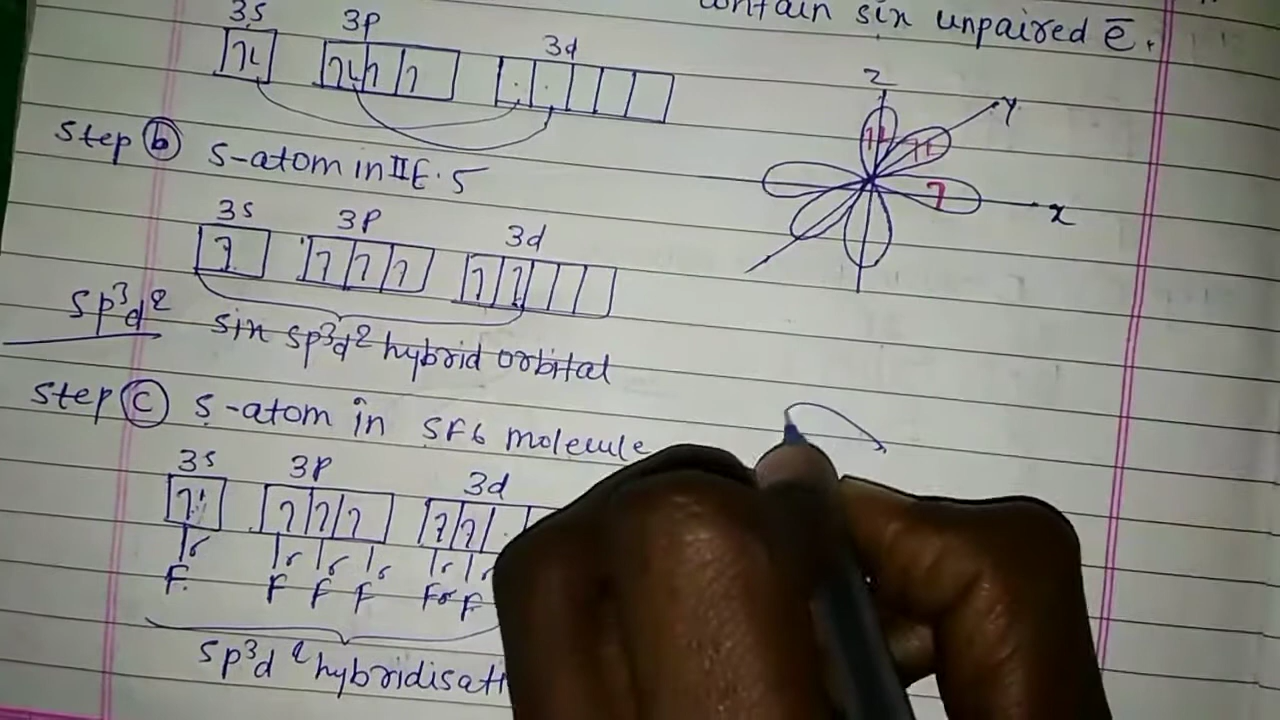 contain six unpaired ē.
3s 3p 3d
Step (b) S-atom in II E.S
3s 3p 3d
sp³d² six sp³d² hybrid orbital
Step (c) S-atom in SF6 molecule
3s 3p 3d
F F F F F F
sp³d² hybridisati
Z
Y
x